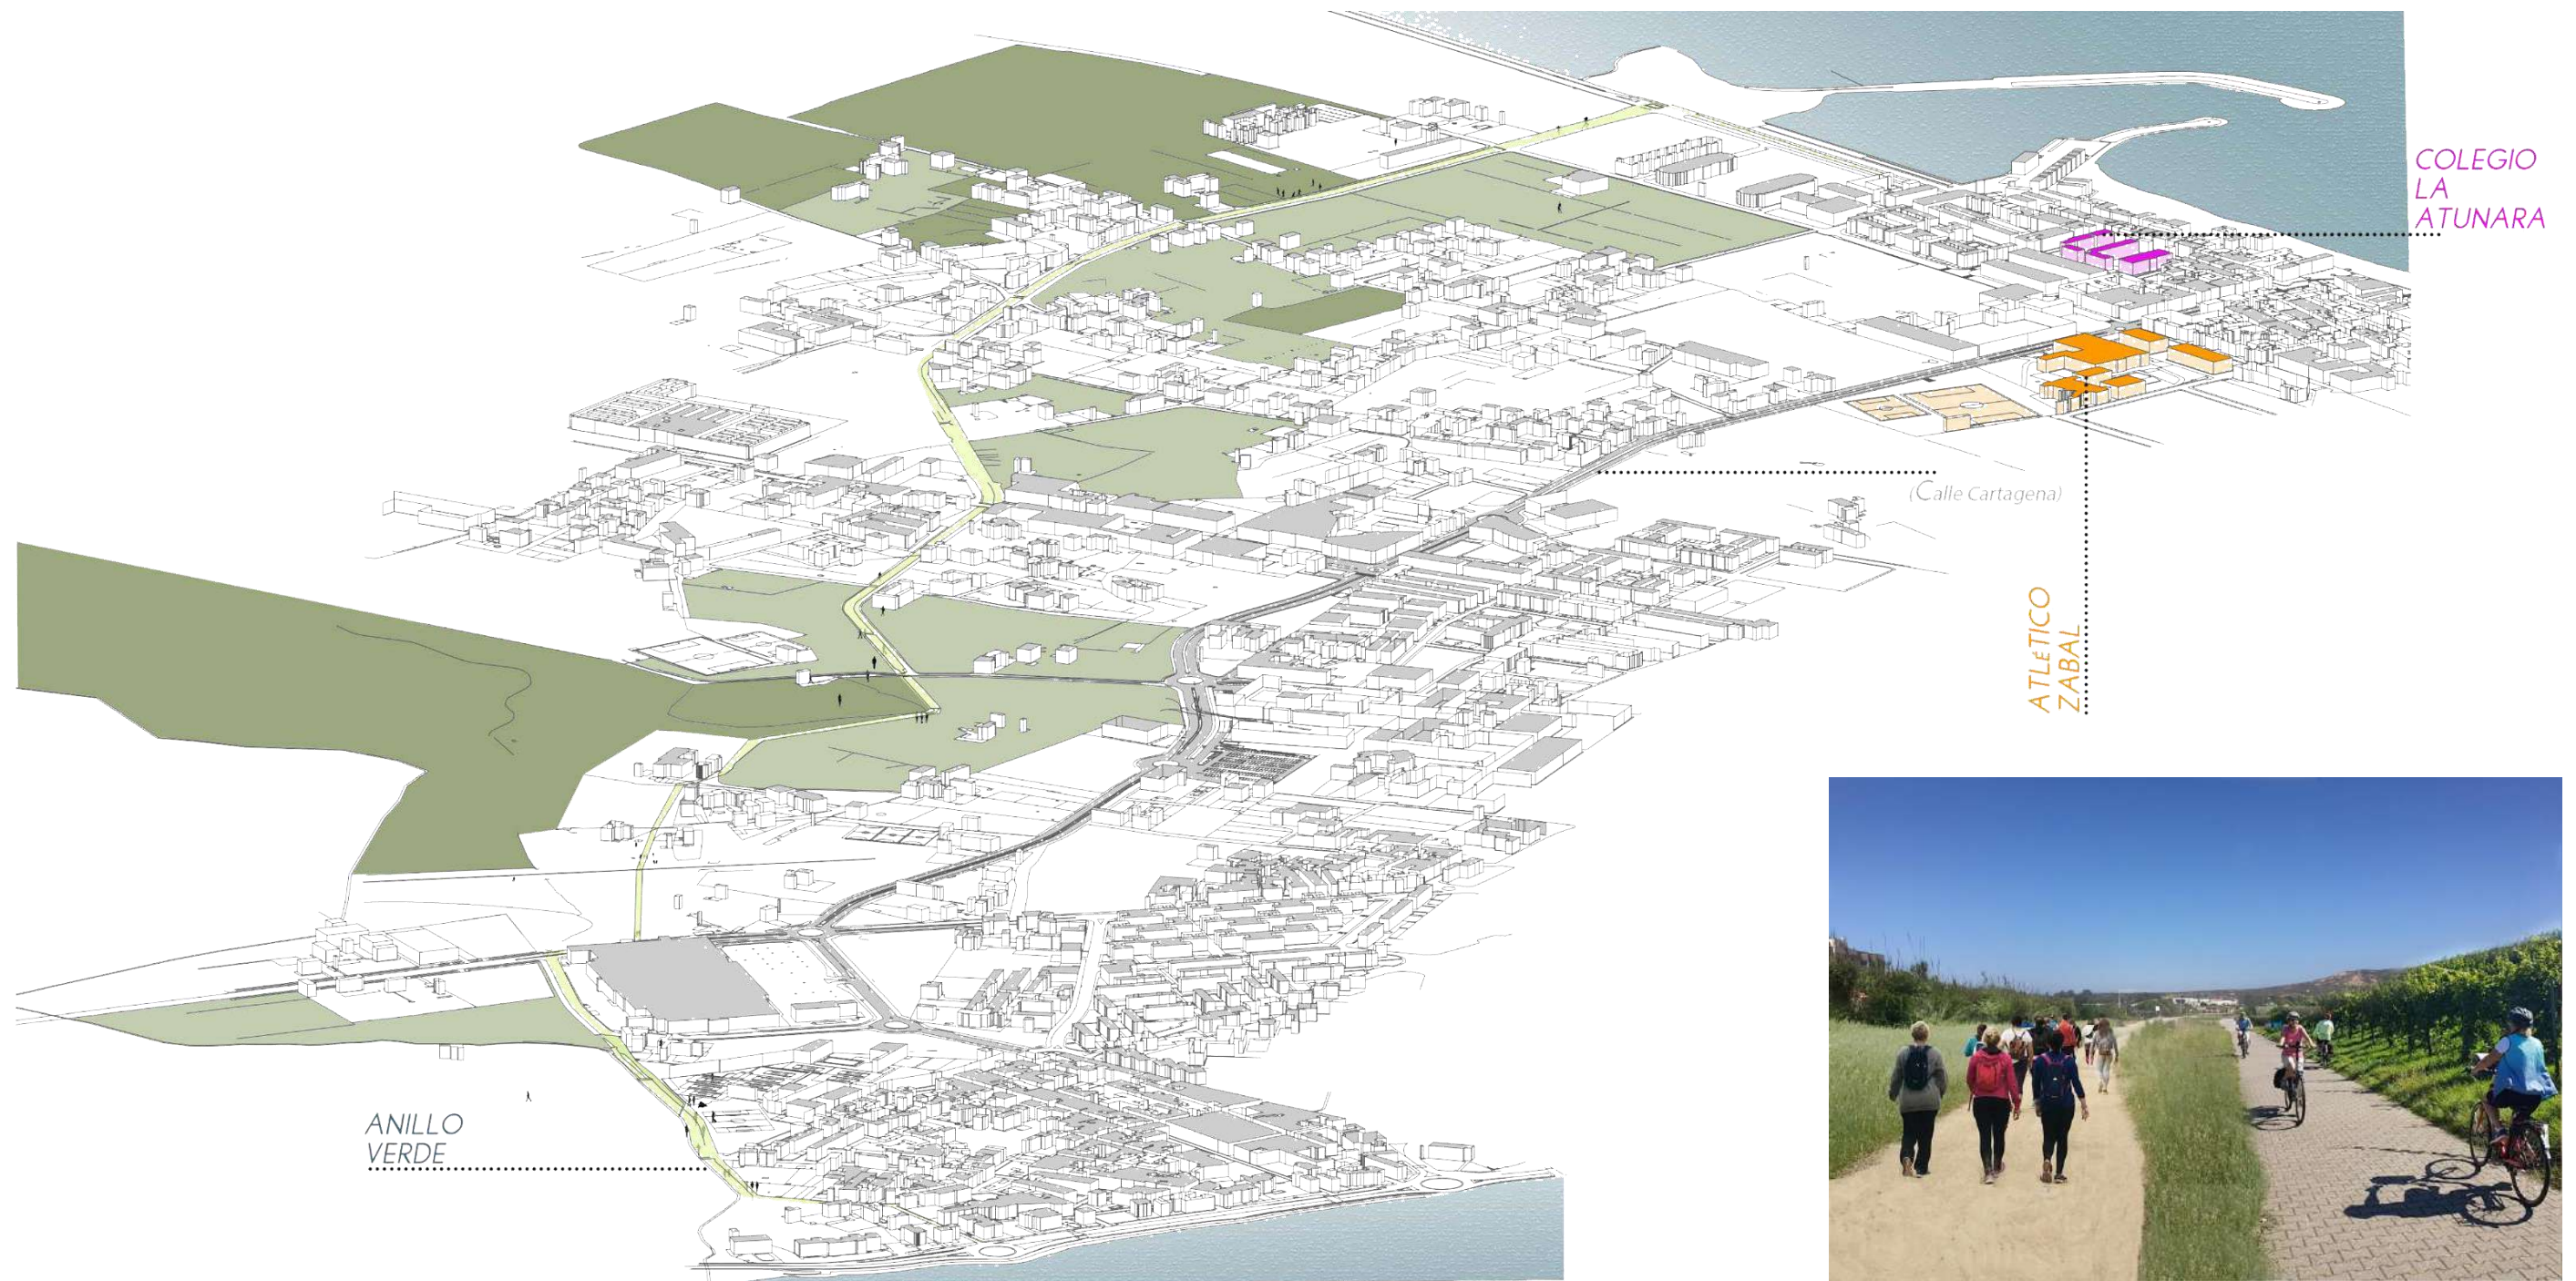 COLEGIO
LA
ATUNARA
(Calle Cartagena)
ATLÉTICO
ZABAL
ANILLO
VERDE